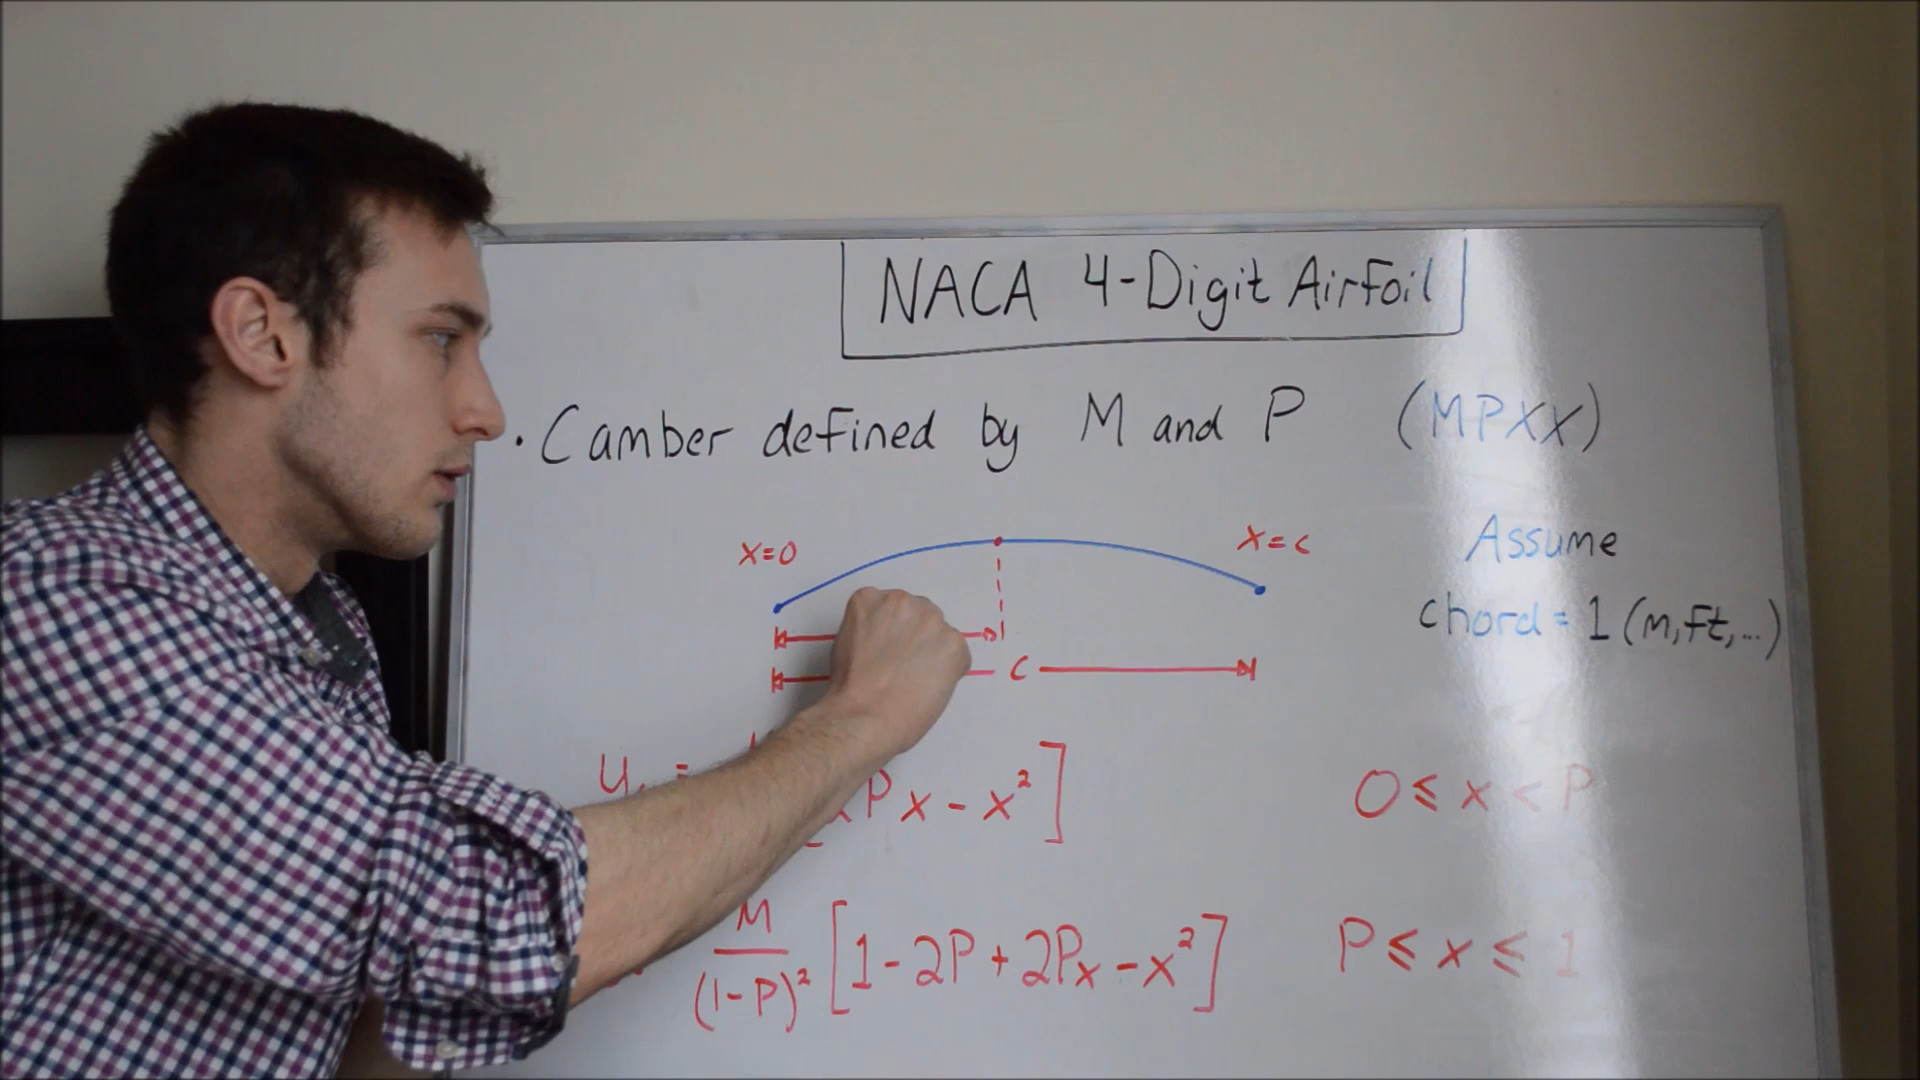 NACA 4-Digit Airfoil
• Camber defined by M and P (MPXX)
x=0 x=c
Assume
chord = 1 (m,ft,...)
c
y = [2Px - x²] 0 ≤ x < P
M/(1-P)² [1-2P+2Px-x²] P ≤ x ≤ 1